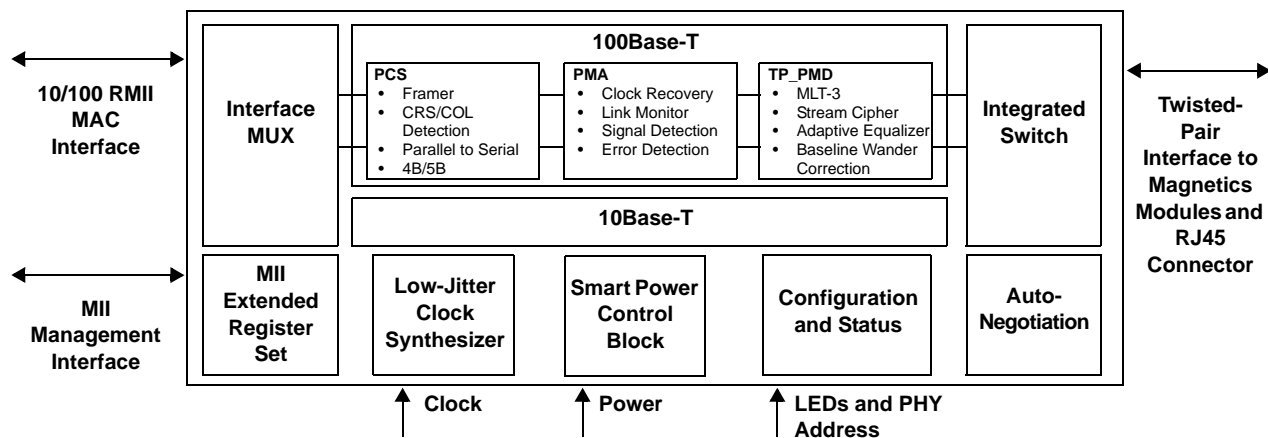 10/100 RMII
MAC
Interface
MII
Management
Interface
Interface
MUX
100Base-T
PCS
• Framer
• CRS/COL
Detection
• Parallel to Serial
• 4B/5B
PMA
• Clock Recovery
• Link Monitor
• Signal Detection
• Error Detection
TP_PMD
• MLT-3
• Stream Cipher
• Adaptive Equalizer
• Baseline Wander
Correction
10Base-T
Integrated
Switch
Twisted-
Pair
Interface to
Magnetics
Modules and
RJ45
Connector
MII
Extended
Register
Set
Low-Jitter
Clock
Synthesizer
Smart Power
Control
Block
Configuration
and Status
Auto-
Negotiation
Clock
Power
LEDs and PHY
Address